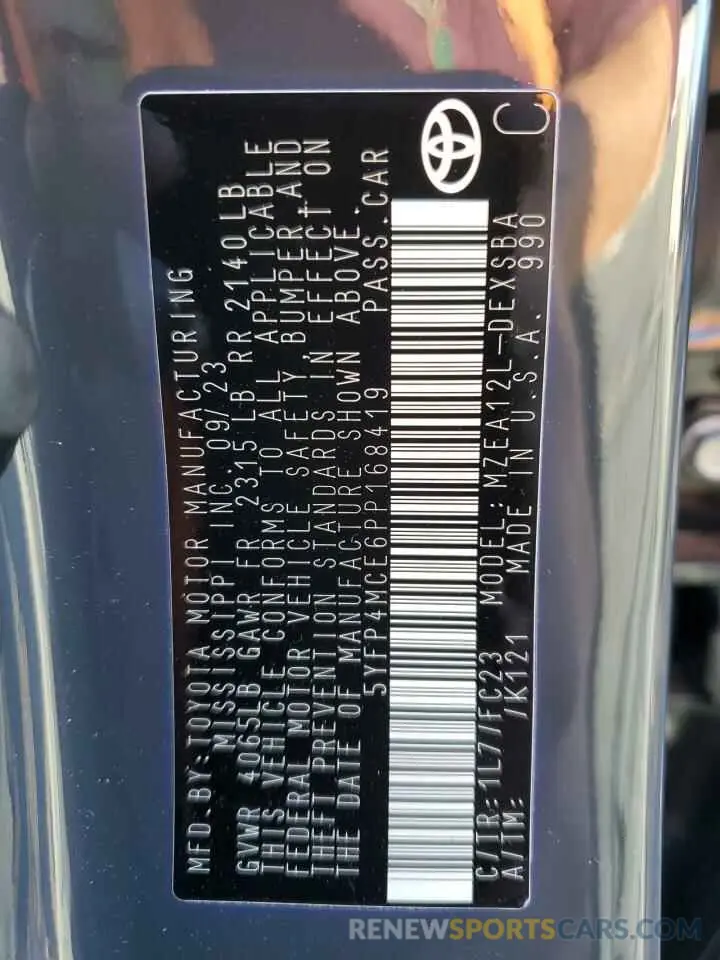 MFD.BY:TOYOTA MOTOR MANUFACTURING
MISSISSIPPI INC. 09/23
GVWR 4065LB GAWR FR 2315 LB RR 2140LB
THIS VEHICLE CONFORMS TO ALL APPLICABLE
FEDERAL MOTOR VEHICLE SAFETY, BUMPER, AND
THEFT PREVENTION STANDARDS IN EFFECT ON
THE DATE OF MANUFACTURE SHOWN ABOVE.
5YFP4MCE6PP168419 PASS.CAR
C/TR: 1L7/FC23 MODEL: MZEA12L-DEXSBA
A/TM: /K121 MADE IN U.S.A. 990
C
RENEWSPORTSCARS.COM